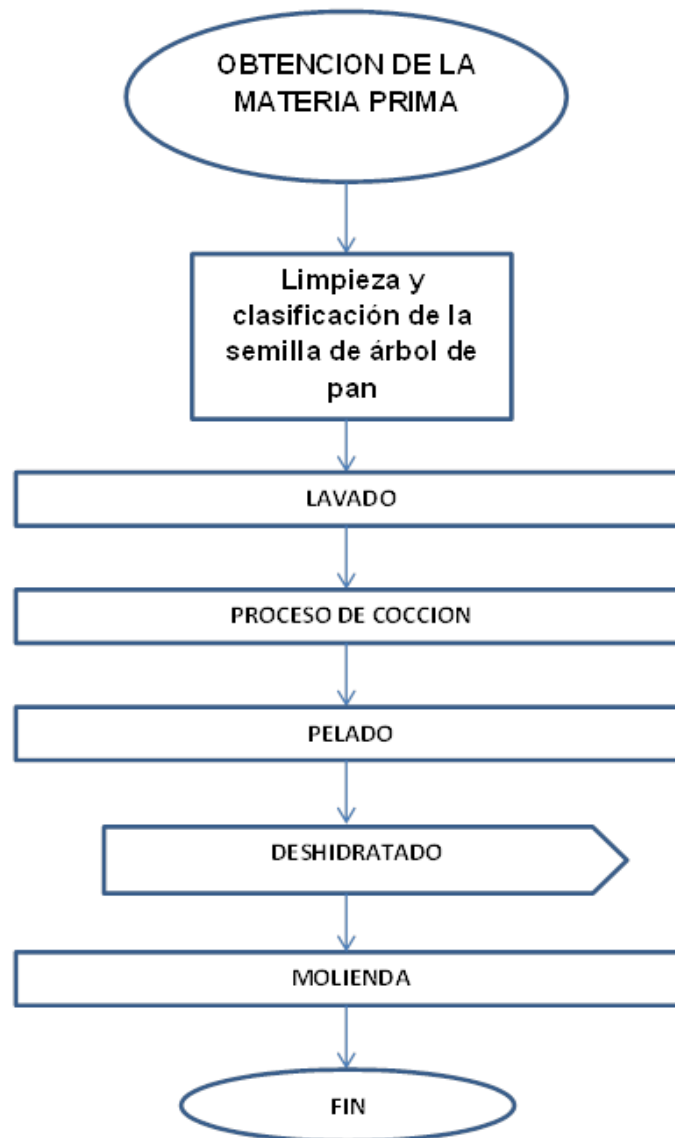 OBTENCION DE LA
MATERIA PRIMA
Limpieza y
clasificación de la
semilla de árbol de
pan
LAVADO
PROCESO DE COCCION
PELADO
DESHIDRATADO
MOLIENDA
FIN